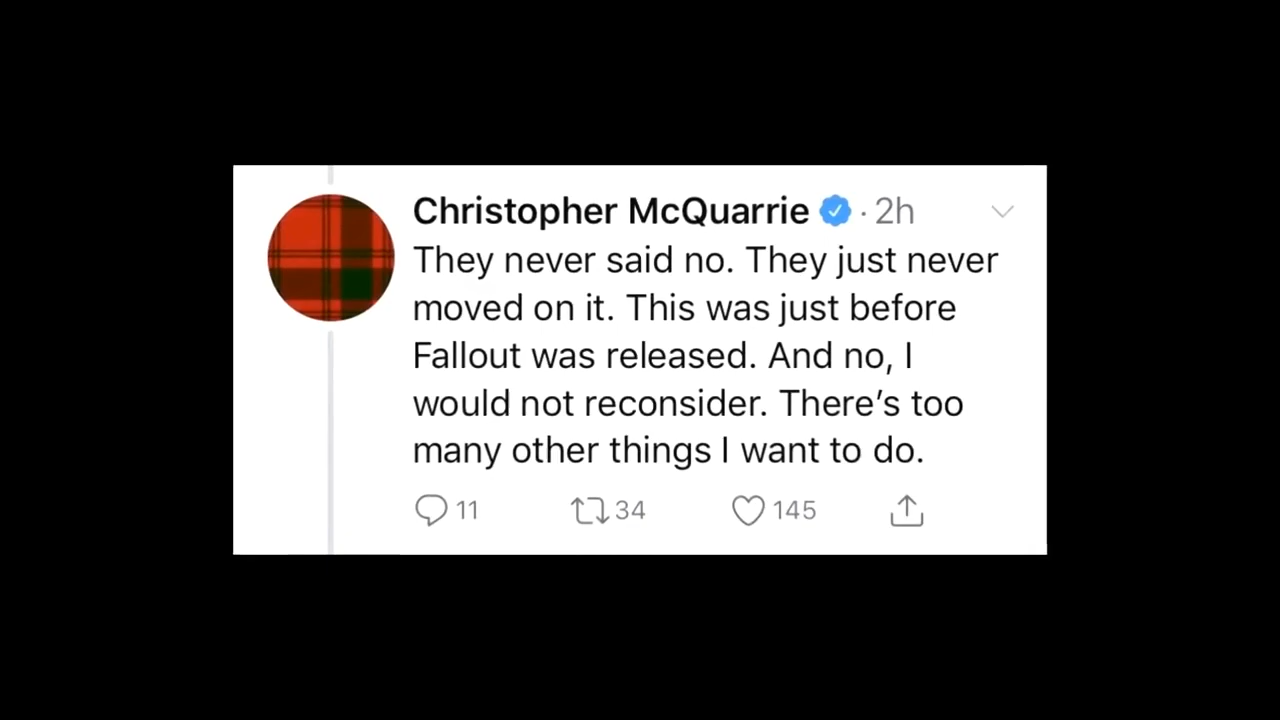 Christopher McQuarrie · 2h
They never said no. They just never
moved on it. This was just before
Fallout was released. And no, I
would not reconsider. There’s too
many other things I want to do.
11 34 145